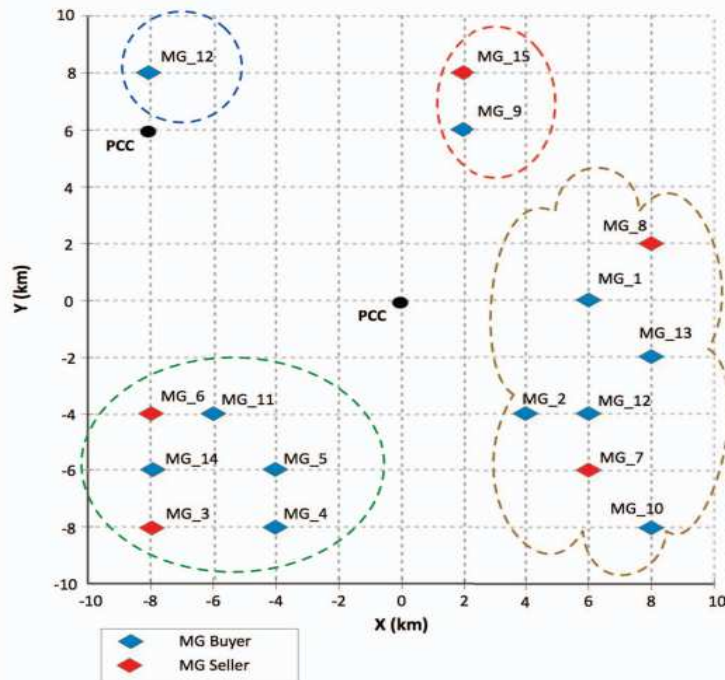 10
MG_12
MG_15
8
MG_9
6
PCC
4
MG_8
2
MG_1
Y (km)
0
PCC
MG_13
-2
MG_6
MG_11
MG_2
MG_12
-4
MG_14
MG_5
MG_7
-6
MG_3
MG_4
MG_10
-8
-10
-10 -8 -6 -4 -2 0 2 4 6 8 10
X (km)
MG Buyer
MG Seller